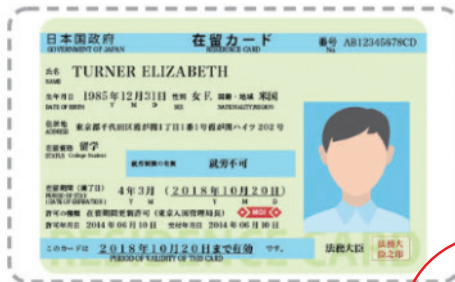 日本国政府 在留カード 番号 AB12345678CD
GOVERNMENT OF JAPAN RESIDENCE CARD No.
氏名 TURNER ELIZABETH
NAME
生年月日 1985年12月31日 性別 女 F. 国籍・地域 米国
DATE OF BIRTH Y M D SEX NATIONALITY/REGION
住居地 東京都千代田区霞が関1丁目1番1号霞が関ハイツ202号
ADDRESS
在留資格 留学
STATUS College Student
就労制限の有無 就労不可
在留期間(満了日) 4年3月 (2018年10月20日)
PERIOD OF STAY
(DATE OF EXPIRATION) Y M Y M D
許可の種類 在留期間更新許可(東京入国管理局長) MOJ
許可年月日 2014年06月10日 交付年月日 2014年06月10日
このカードは 2018年10月20日まで有効 です。 法務大臣
PERIOD OF VALIDITY OF THIS CARD